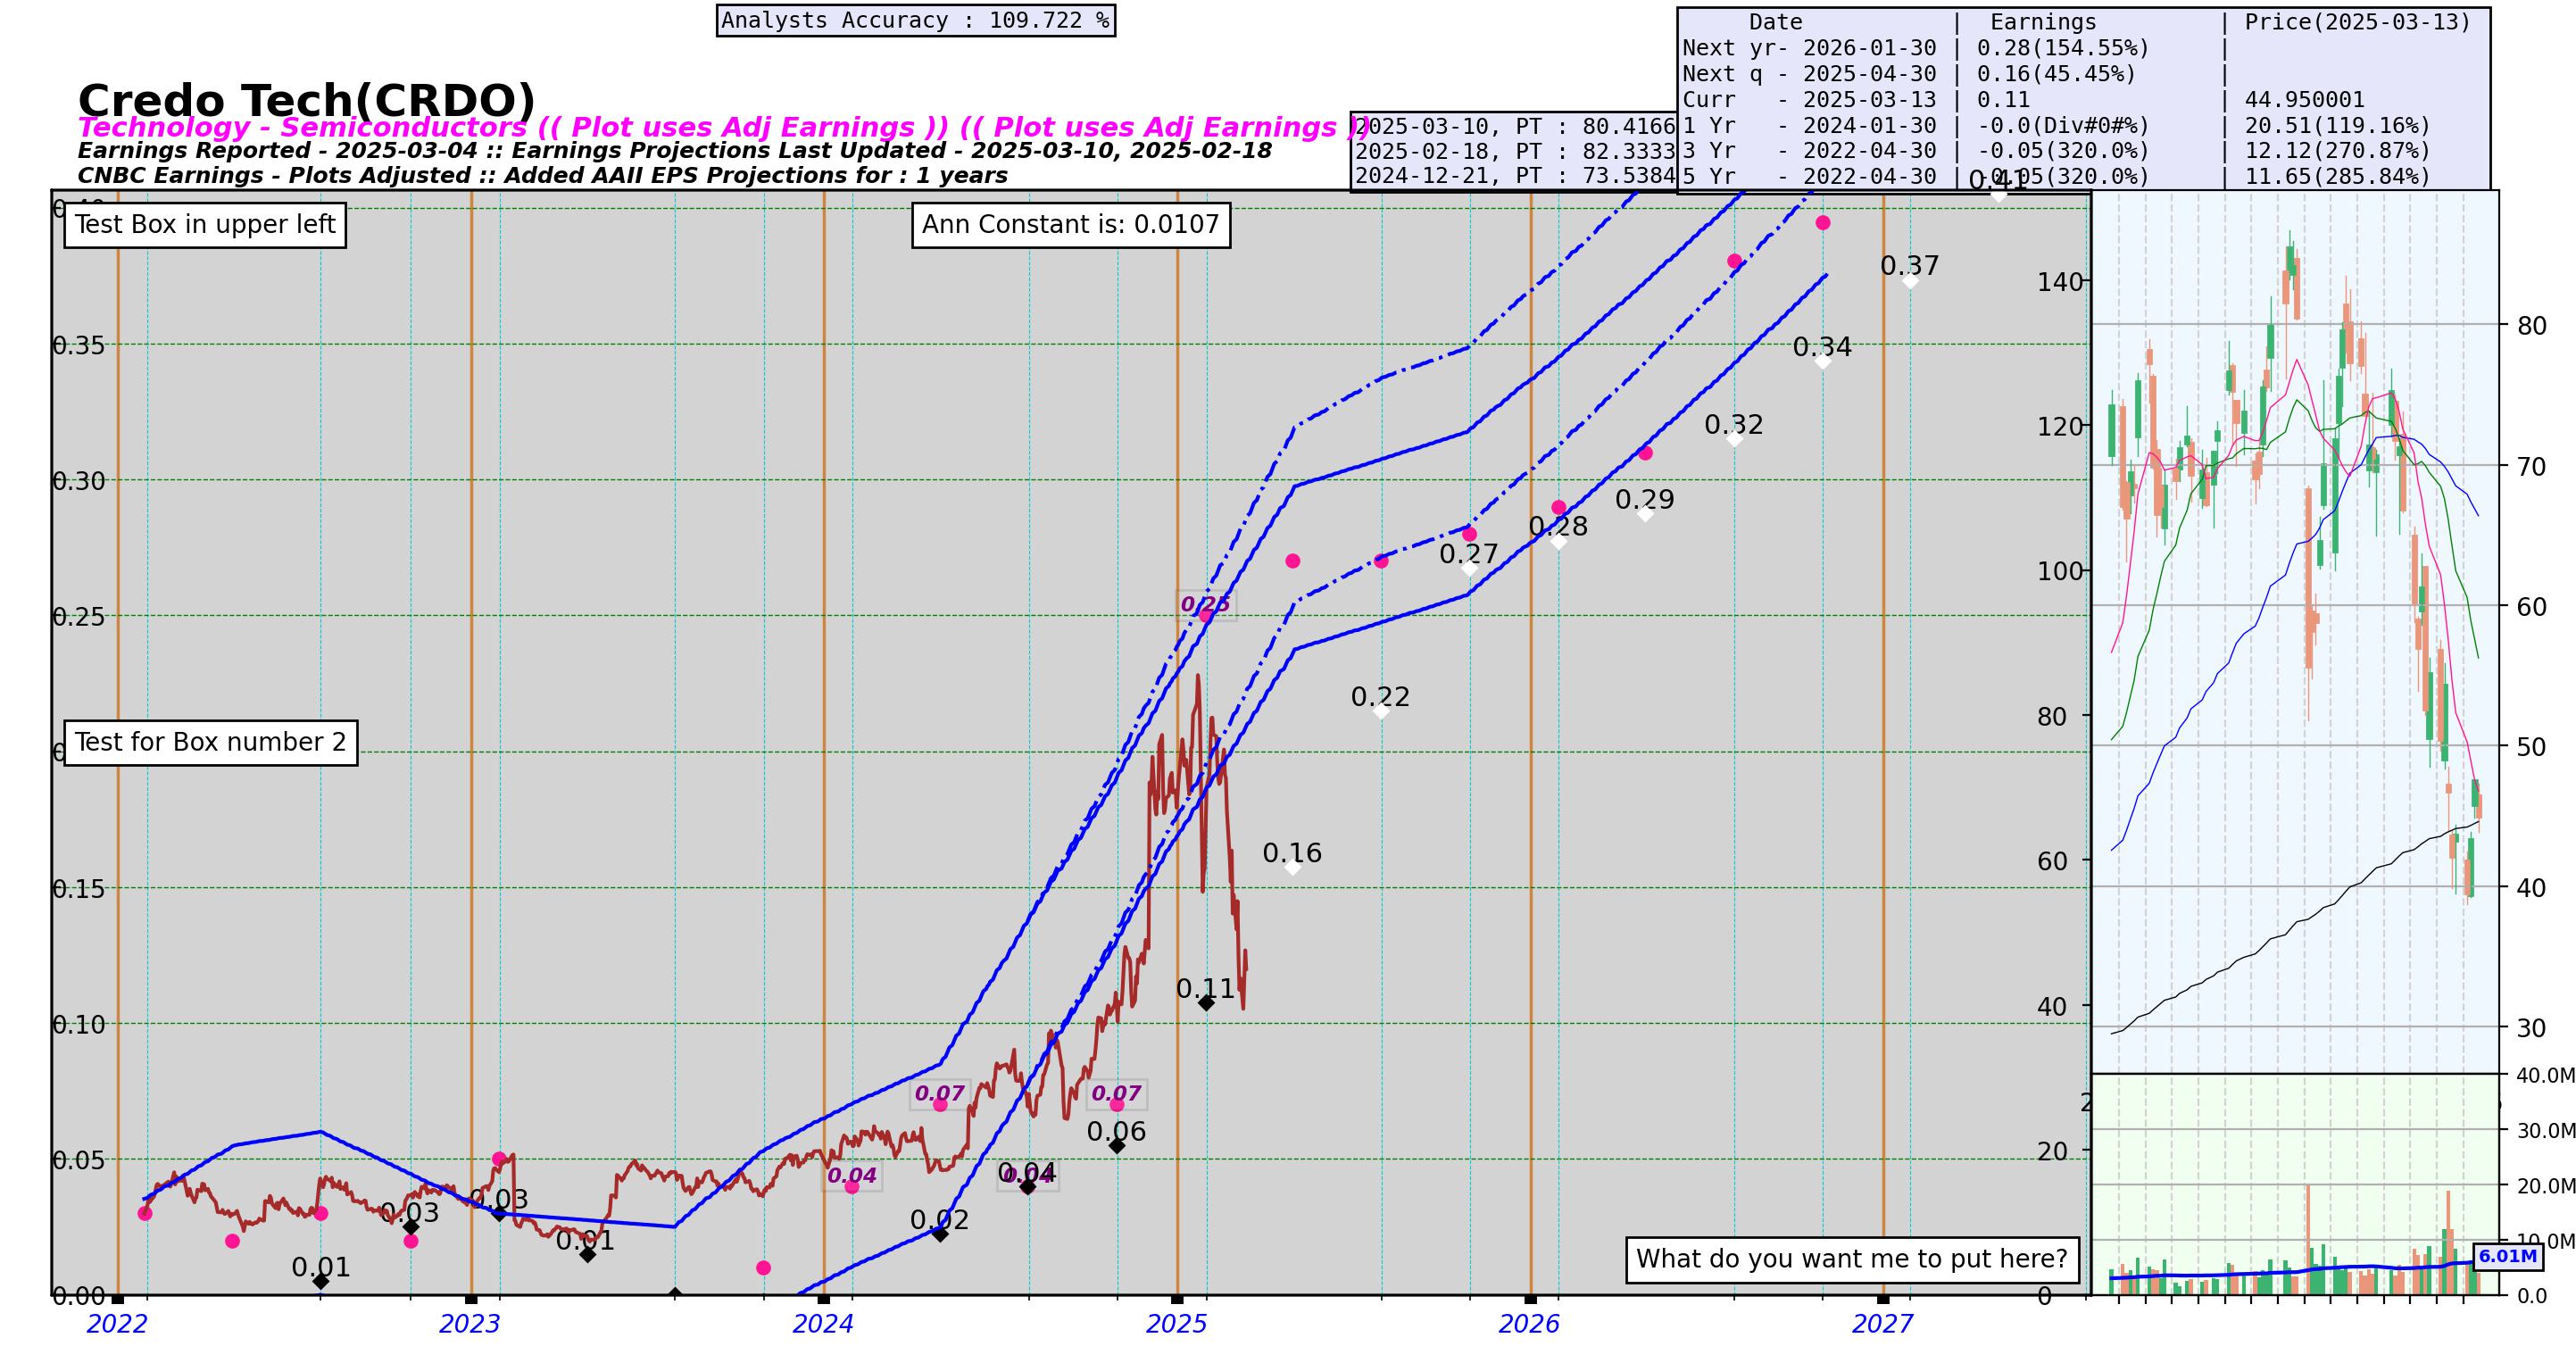 Analysts Accuracy : 109.722 %
Date | Earnings | Price(2025-03-13)
Next yr- 2026-01-30 | 0.28(154.55%) |
Next q - 2025-04-30 | 0.16(45.45%) |
Curr - 2025-03-13 | 0.11 | 44.950001
1 Yr - 2024-01-30 | -0.0(Div#0#%) | 20.51(119.16%)
3 Yr - 2022-04-30 | -0.05(320.0%) | 12.12(270.87%)
5 Yr - 2022-04-30 | -0.05(320.0%) | 11.65(285.84%)
Credo Tech(CRDO)
Technology - Semiconductors (( Plot uses Adj Earnings )) (( Plot uses Adj Earnings ))
Earnings Reported - 2025-03-04 :: Earnings Projections Last Updated - 2025-03-10, 2025-02-18
CNBC Earnings - Plots Adjusted :: Added AAII EPS Projections for : 1 years
2025-03-10, PT : 80.4166
2025-02-18, PT : 82.3333
2024-12-21, PT : 73.5384
Test Box in upper left
Ann Constant is: 0.0107
Test for Box number 2
What do you want me to put here?
0.35
0.30
0.25
0.15
0.10
0.05
0.00
0.01
0.03
0.03
0.01
0.04
0.07
0.02
0.04
0.07
0.06
0.25
0.11
0.16
0.22
0.27
0.28
0.29
0.32
0.34
0.37
0.41
140
120
100
80
60
40
20
0
80
70
60
50
40
30
40.0M
30.0M
20.0M
10.0M
6.01M
0.0
2022
2023
2024
2025
2026
2027